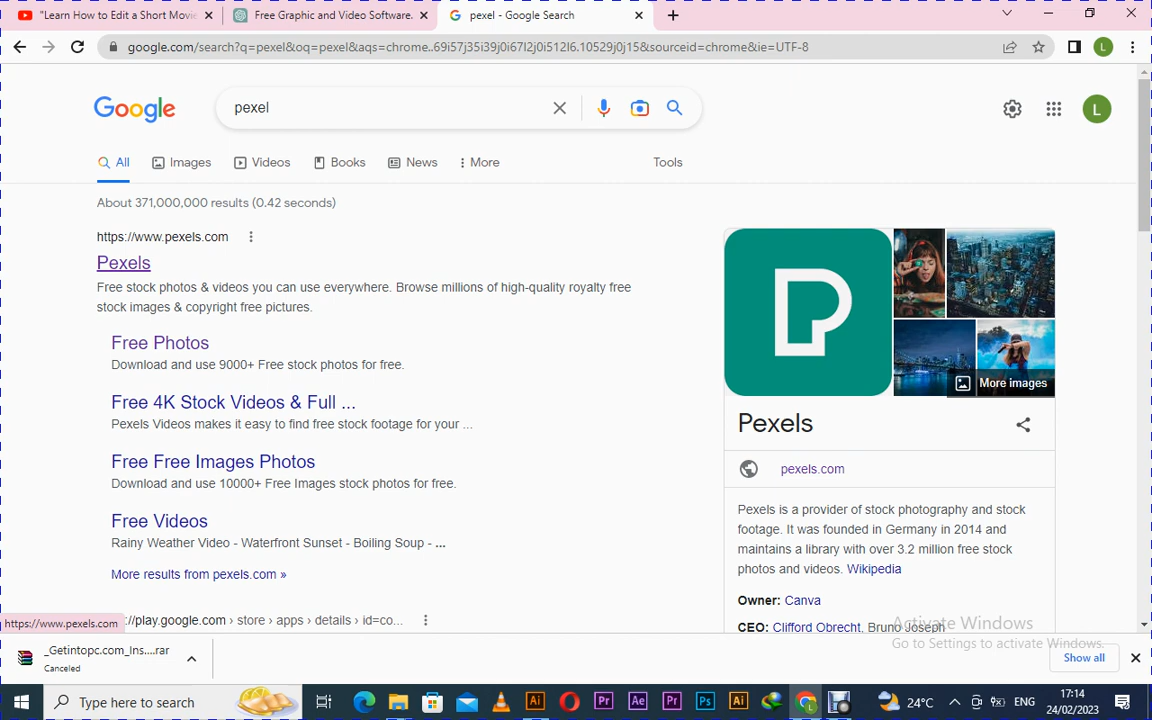 "Learn How to Edit a Short Movie
Free Graphic and Video Software.
pexel - Google Search
google.com/search?q=pexel&oq=pexel&aqs=chrome..69i57j35i39j0i67l2j0i512l6.10529j0j15&sourceid=chrome&ie=UTF-8
L
Google
pexel
L
All
Images
Videos
Books
News
More
Tools
About 371,000,000 results (0.42 seconds)
https://www.pexels.com
Pexels
Free stock photos & videos you can use everywhere. Browse millions of high-quality royalty free
stock images & copyright free pictures.
Free Photos
Download and use 9000+ Free stock photos for free.
Free 4K Stock Videos & Full ...
Pexels Videos makes it easy to find free stock footage for your ...
Free Free Images Photos
Download and use 10000+ Free Images stock photos for free.
Free Videos
Rainy Weather Video - Waterfront Sunset - Boiling Soup - ...
More results from pexels.com »
://play.google.com › store › apps › details › id=co...
https://www.pexels.com
More images
Pexels
pexels.com
Pexels is a provider of stock photography and stock
footage. It was founded in Germany in 2014 and
maintains a library with over 3.2 million free stock
photos and videos. Wikipedia
Owner: Canva
CEO: Clifford Obrecht, Bruno Joseph
Activate Windows
Go to Settings to activate Windows.
_Getintopc.com_Ins....rar
Canceled
Show all
Type here to search
Ai
Pr
Ae
Pr
Ps
Ai
24°C
ENG
17:14
24/02/2023